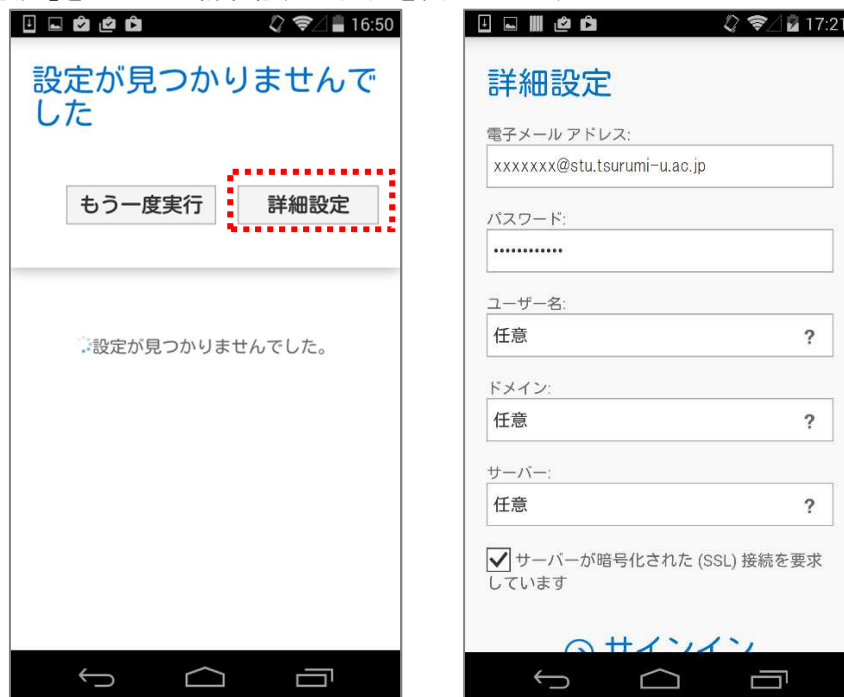 16:50
設定が見つかりませんで
した
もう一度実行
詳細設定
設定が見つかりませんでした。
17:21
詳細設定
電子メール アドレス:
xxxxxxx@stu.tsurumi-u.ac.jp
パスワード:
••••••••••••
ユーザー名:
任意 ?
ドメイン:
任意 ?
サーバー:
任意 ?
サーバーが暗号化された (SSL) 接続を要求
しています
サインイン